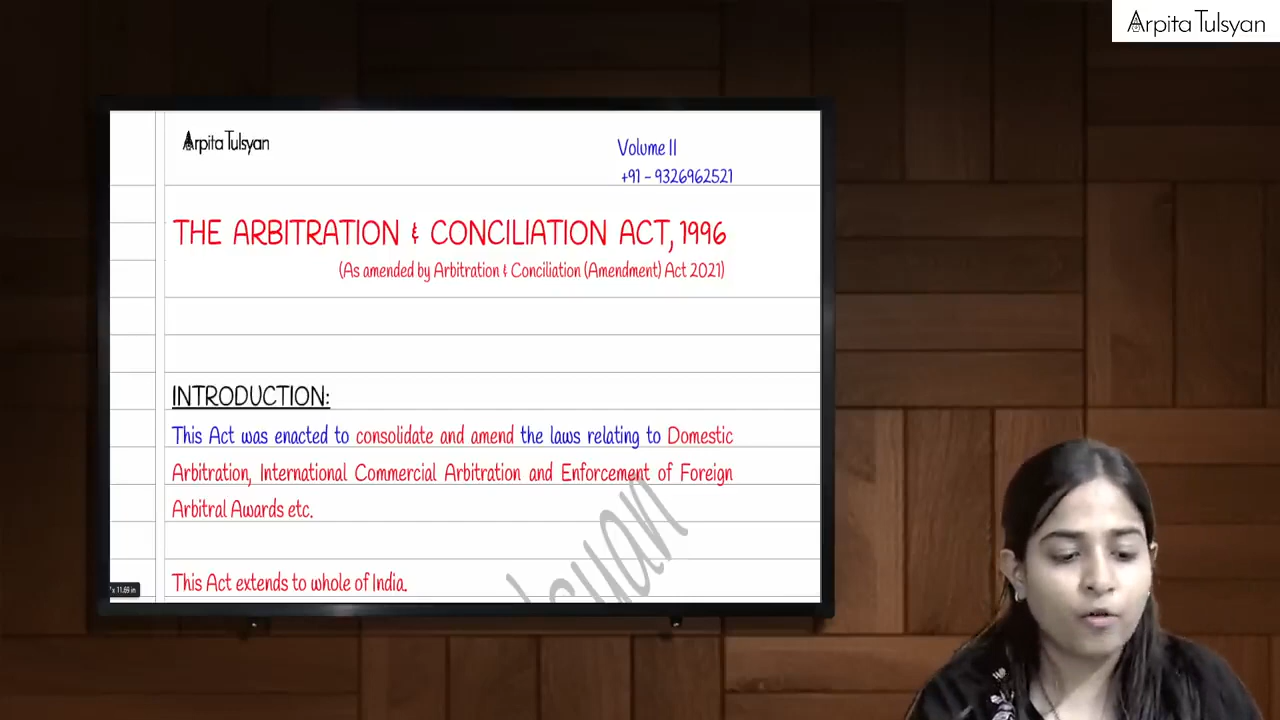 Arpita Tulsyan
Arpita Tulsyan
Volume II
+91 - 9326962521
THE ARBITRATION & CONCILIATION ACT, 1996
(As amended by Arbitration & Conciliation (Amendment) Act 2021)
INTRODUCTION:
This Act was enacted to consolidate and amend the laws relating to Domestic
Arbitration, International Commercial Arbitration and Enforcement of Foreign
Arbitral Awards etc.
This Act extends to whole of India.